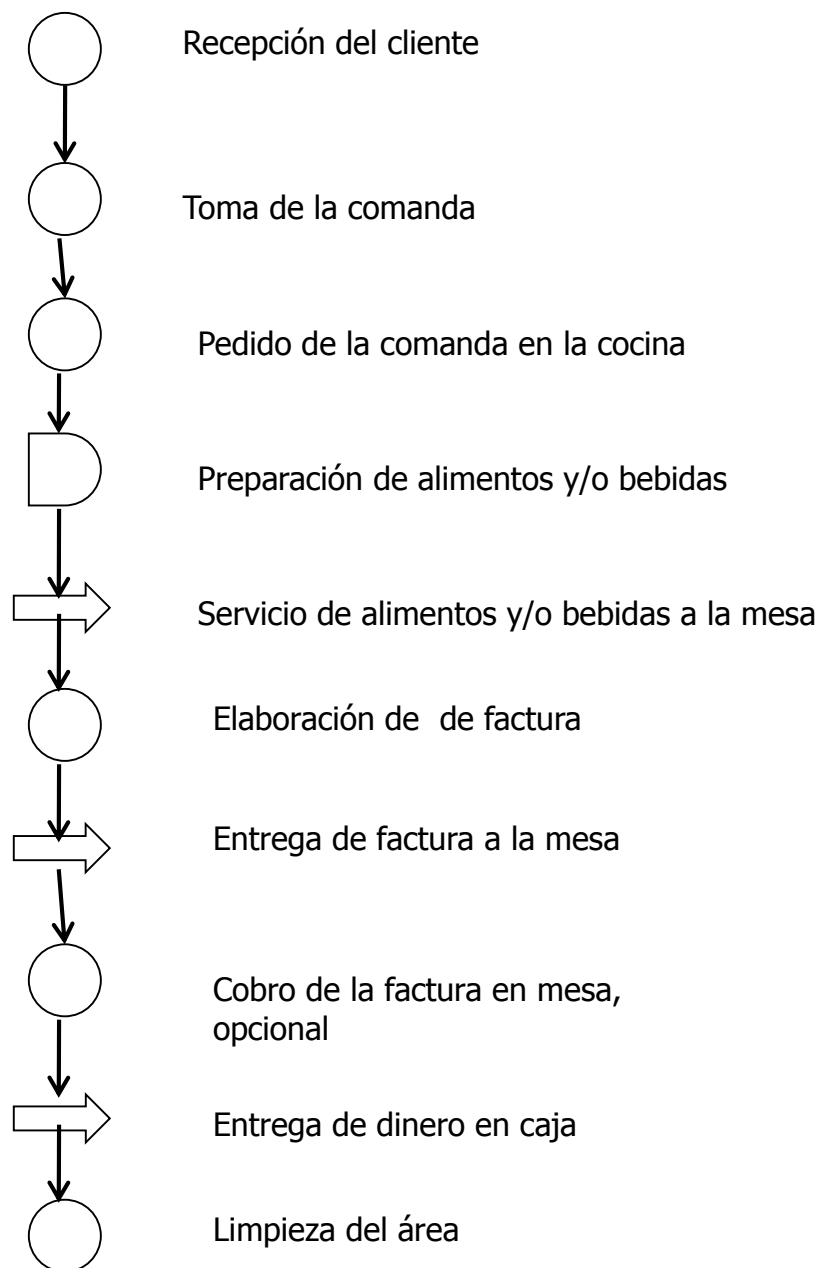 Recepción del cliente
Toma de la comanda
Pedido de la comanda en la cocina
Preparación de alimentos y/o bebidas
Servicio de alimentos y/o bebidas a la mesa
Elaboración de  de factura
Entrega de factura a la mesa
Cobro de la factura en mesa,
opcional
Entrega de dinero en caja
Limpieza del área